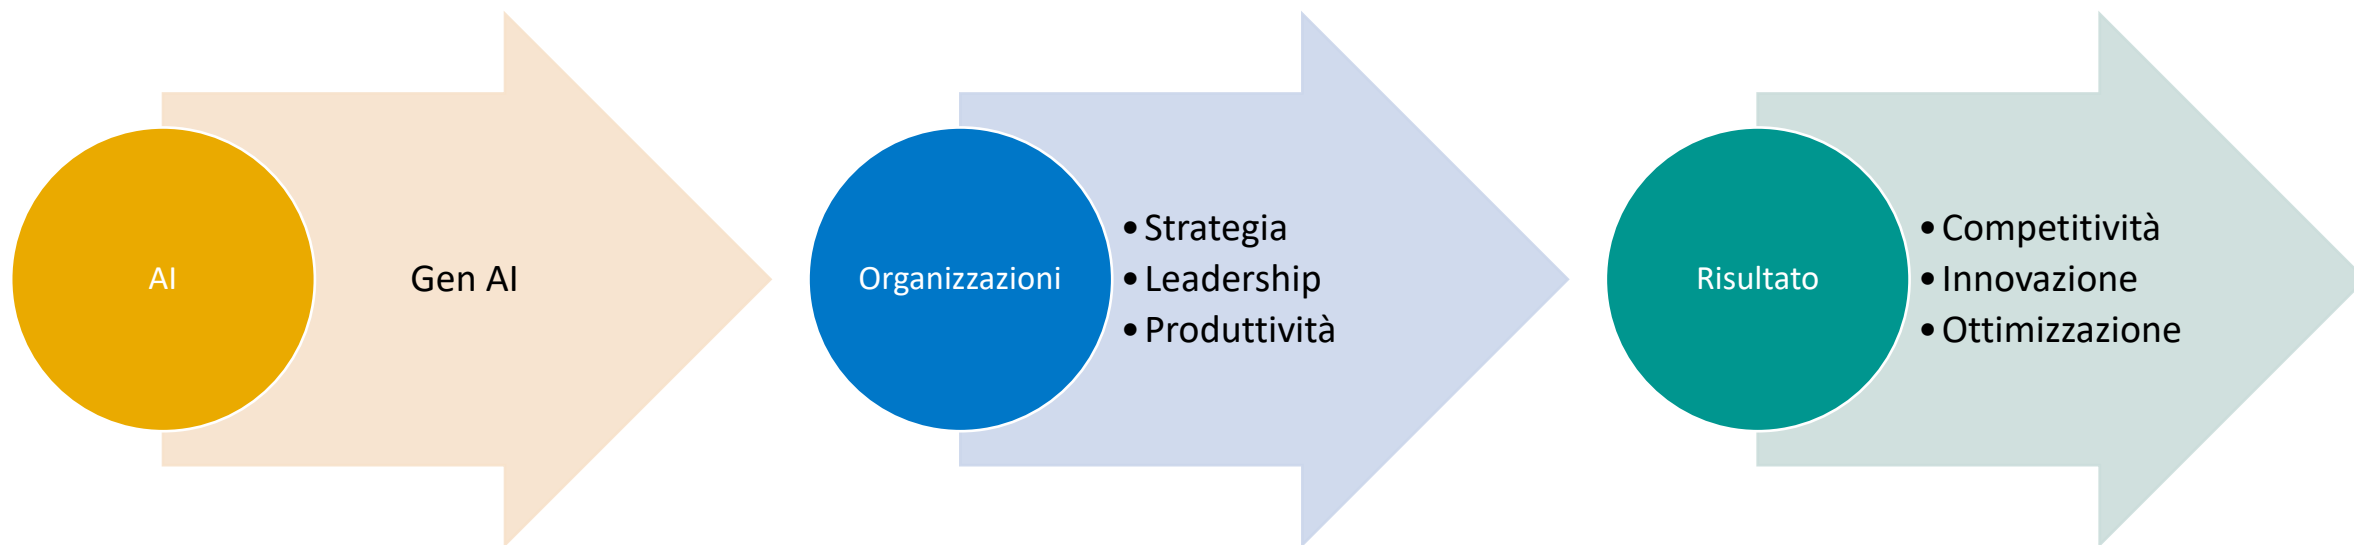 AI
Gen AI
Organizzazioni
• Strategia
• Leadership
• Produttività
Risultato
• Competitività
• Innovazione
• Ottimizzazione